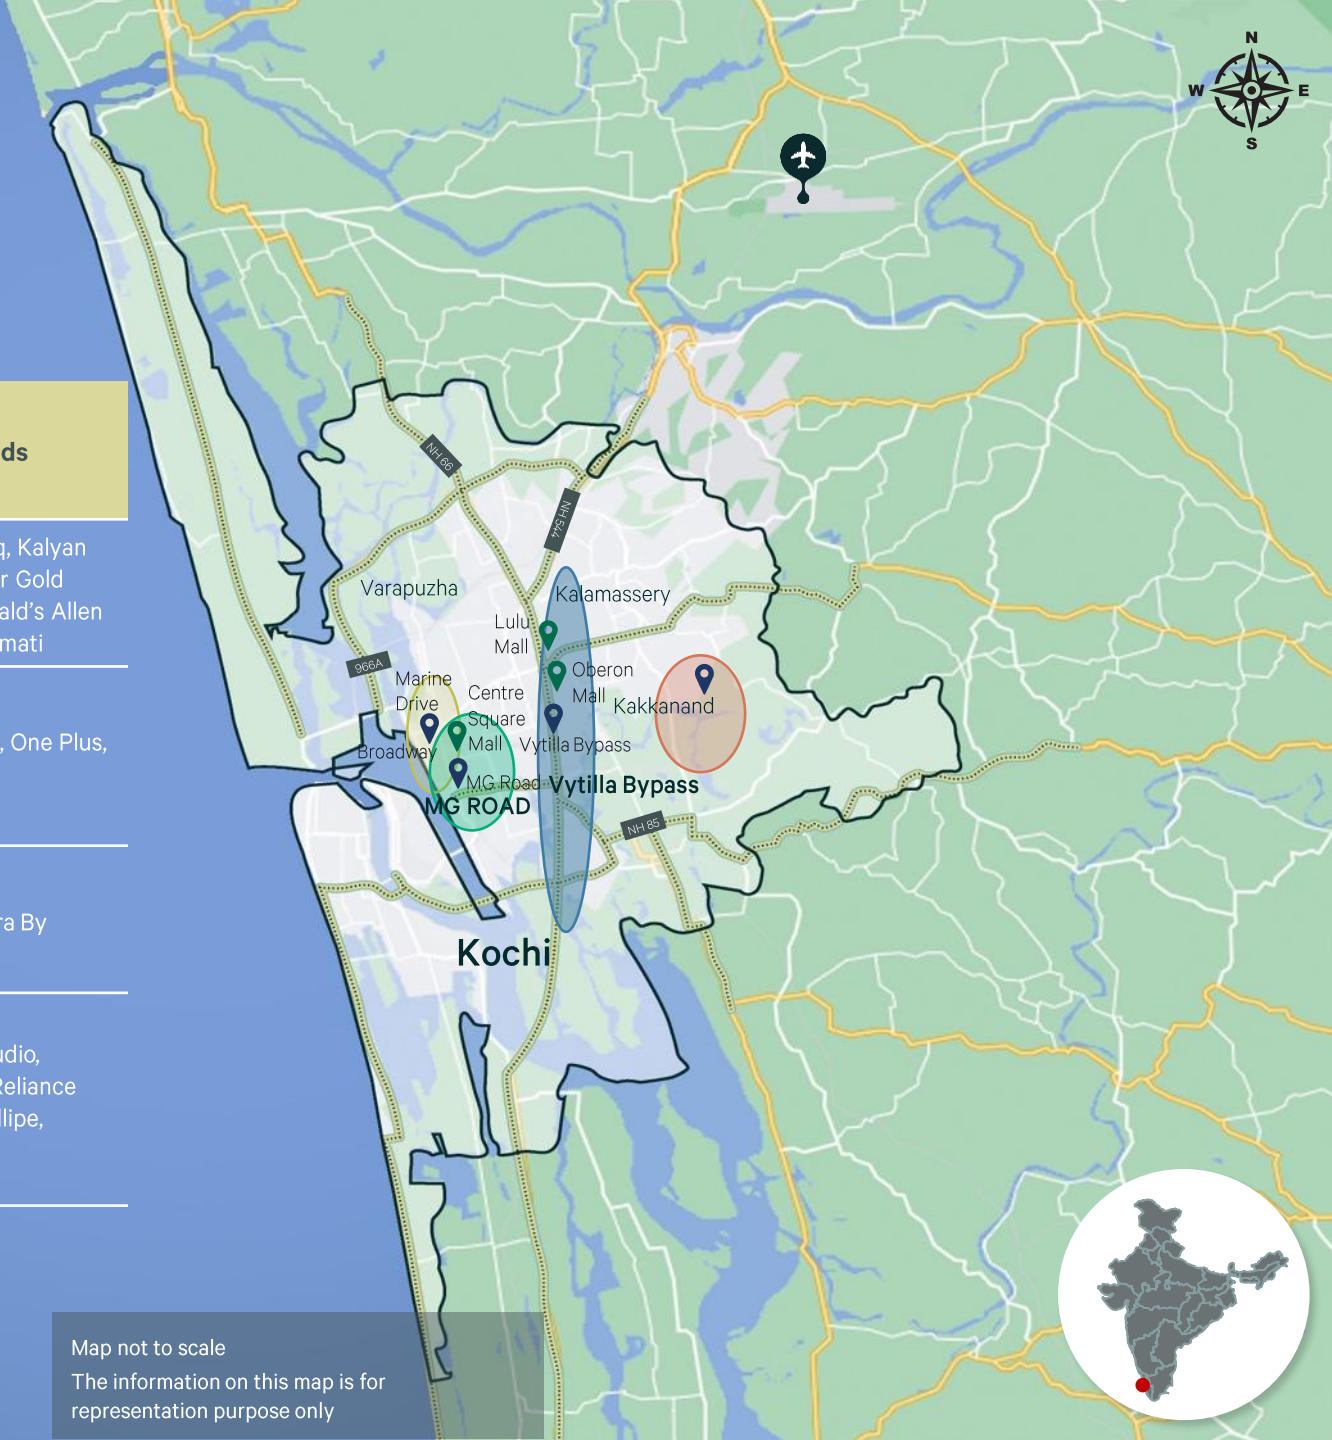 N
W E
S
ds
q, Kalyan
r Gold
ald's Allen
mati
, One Plus,
ra By
udio,
Reliance
llipe,
NH 66
NH 544
Varapuzha
Kalamassery
Lulu
Mall
966A
Marine
Drive
Oberon
Mall
Centre
Square
Mall
Kakkanand
Broadway
Vytilla Bypass
MG Road
Vytilla Bypass
MG ROAD
NH 85
Kochi
Map not to scale
The information on this map is for
representation purpose only